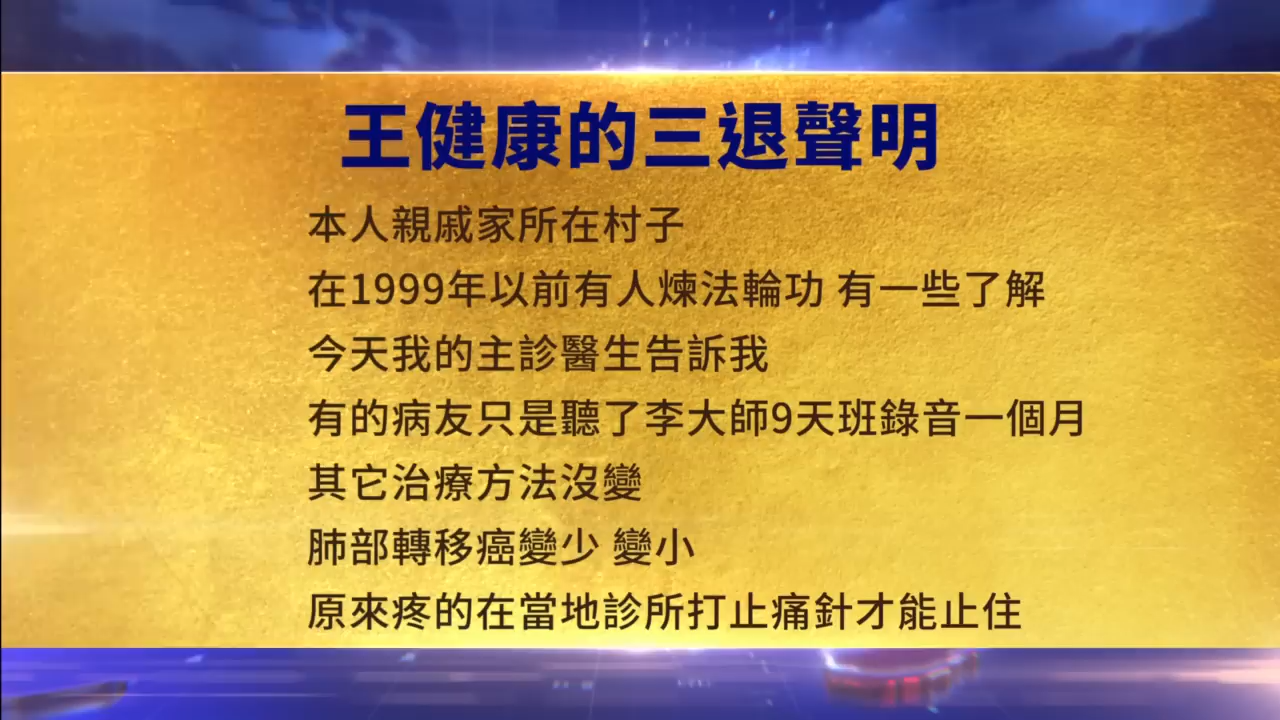 王健康的三退聲明
本人親戚家所在村子
在1999年以前有人煉法輪功 有一些了解
今天我的主診醫生告訴我
有的病友只是聽了李大師9天班錄音一個月
其它治療方法沒變
肺部轉移癌變少 變小
原來疼的在當地診所打止痛針才能止住